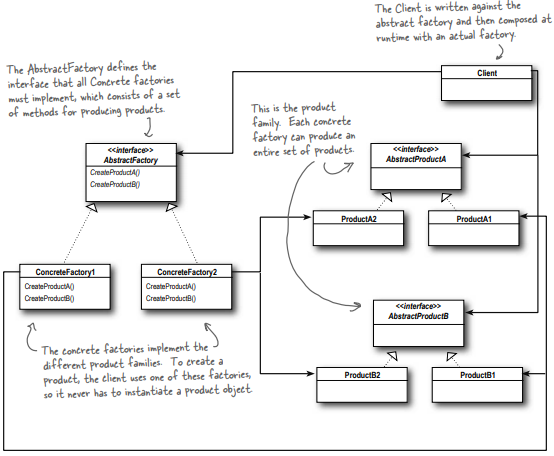 The Client is written against the
abstract factory and then composed at
runtime with an actual factory.
The AbstractFactory defines the
interface that all Concrete factories
must implement, which consists of a set
of methods for producing products.
Client
This is the product
family. Each concrete
factory can produce an
entire set of products.
<<interface>>
AbstractFactory
CreateProductA()
CreateProductB()
<<interface>>
AbstractProductA
ProductA2
ProductA1
ConcreteFactory1
CreateProductA()
CreateProductB()
ConcreteFactory2
CreateProductA()
CreateProductB()
<<interface>>
AbstractProductB
The concrete factories implement the
different product families. To create a
product, the client uses one of these factories,
so it never has to instantiate a product object.
ProductB2
ProductB1